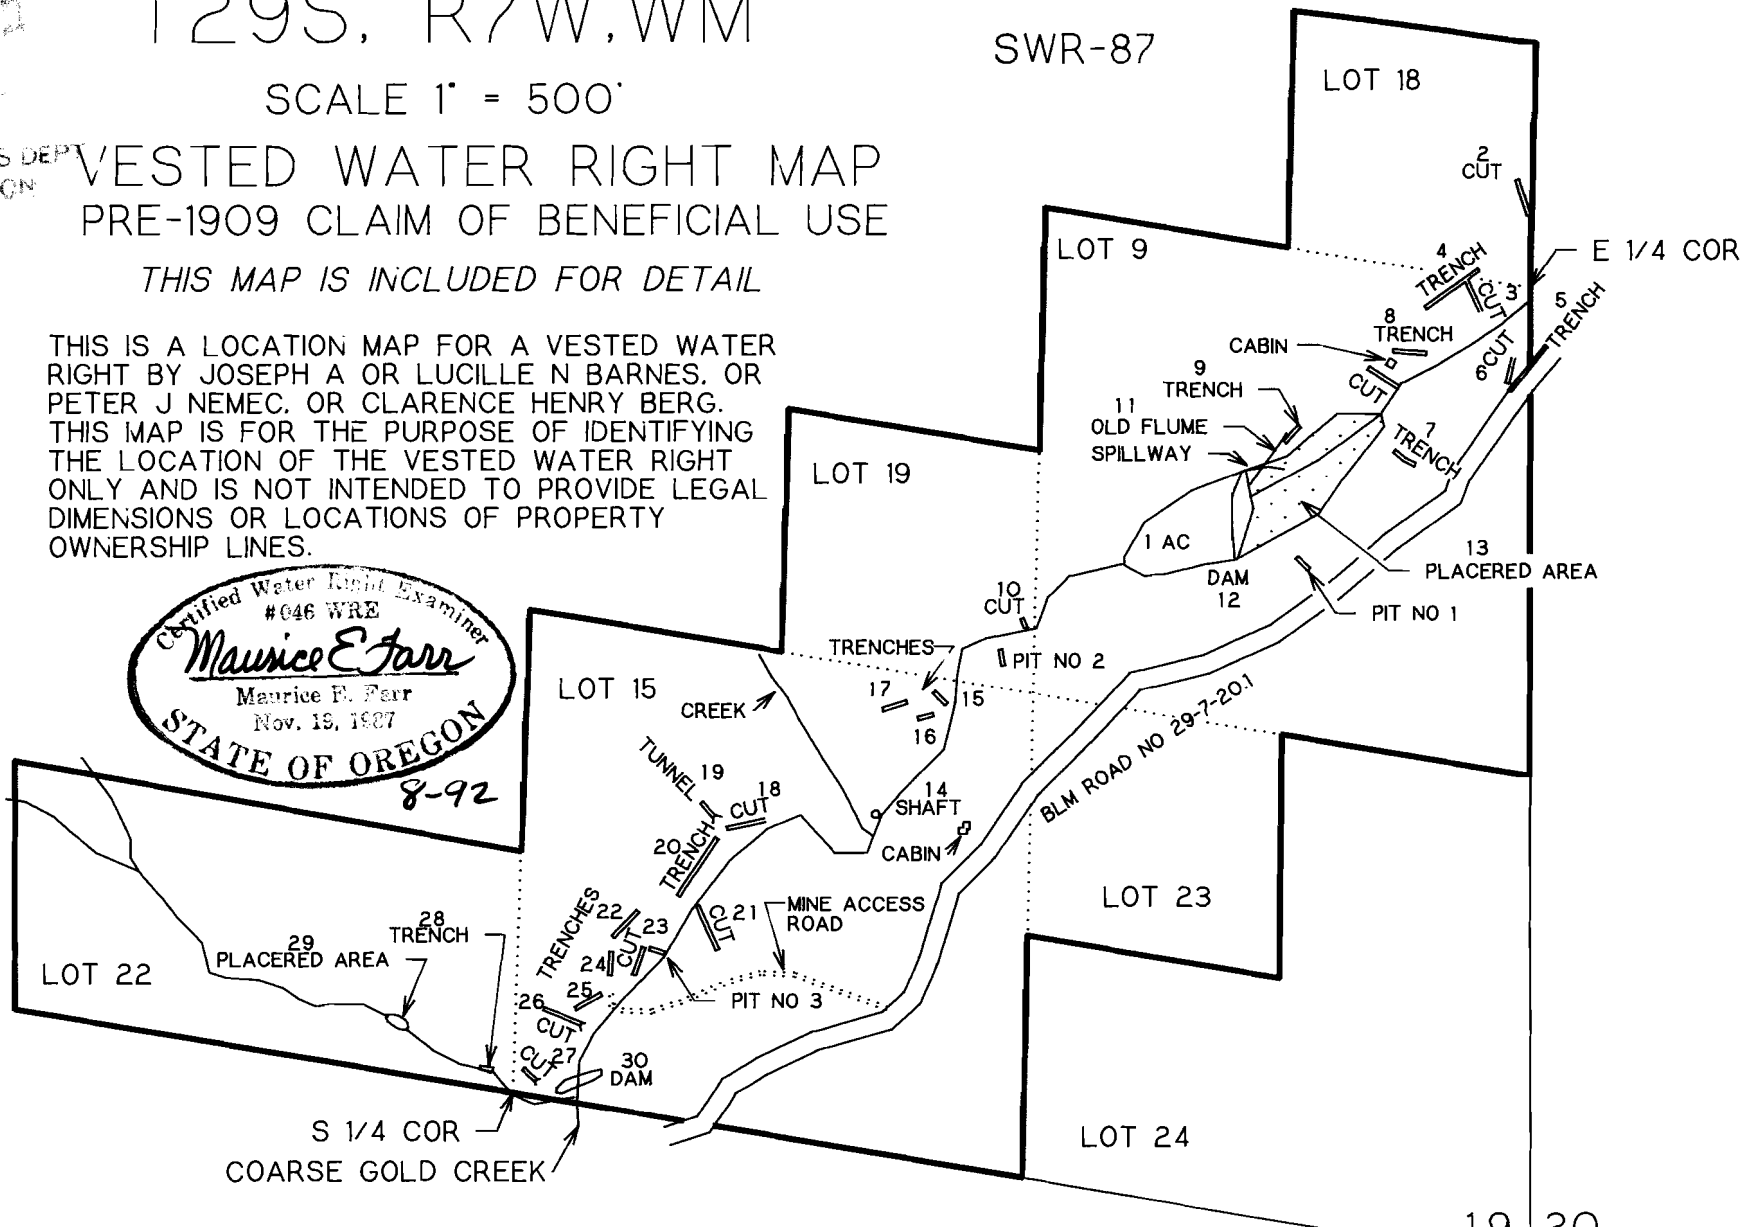 T29S, R7W,WM
SWR-87
SCALE 1" = 500'
S DEPT
ON
VESTED WATER RIGHT MAP
PRE-1909 CLAIM OF BENEFICIAL USE
THIS MAP IS INCLUDED FOR DETAIL
THIS IS A LOCATION MAP FOR A VESTED WATER
RIGHT BY JOSEPH A OR LUCILLE N BARNES. OR
PETER J NEMEC. OR CLARENCE HENRY BERG.
THIS MAP IS FOR THE PURPOSE OF IDENTIFYING
THE LOCATION OF THE VESTED WATER RIGHT
ONLY AND IS NOT INTENDED TO PROVIDE LEGAL
DIMENSIONS OR LOCATIONS OF PROPERTY
OWNERSHIP LINES.
Certified Water Right Examiner
#046 WRE
Maurice E Farr
Maurice E. Farr
Nov. 18, 1987
STATE OF OREGON
8-92
LOT 18
2
CUT
E 1/4 COR
LOT 9
4
TRENCH
3
CUT
5
TRENCH
6
CUT
8
TRENCH
CABIN
CUT
9
TRENCH
11
OLD FLUME
SPILLWAY
7
TRENCH
1 AC
DAM
12
13
PLACERED AREA
PIT NO 1
LOT 19
10
CUT
PIT NO 2
TRENCHES
17
15
16
BLM ROAD NO 29-7-20.1
LOT 15
CREEK
TUNNEL
19
CUT
18
14
SHAFT
CABIN
20
TRENCH
TRENCHES
22
23
CUT
24
21
CUT
MINE ACCESS
ROAD
25
26
CUT
PIT NO 3
27
CUT
30
DAM
28
TRENCH
29
PLACERED AREA
LOT 22
LOT 23
LOT 24
S 1/4 COR
COARSE GOLD CREEK
19 20